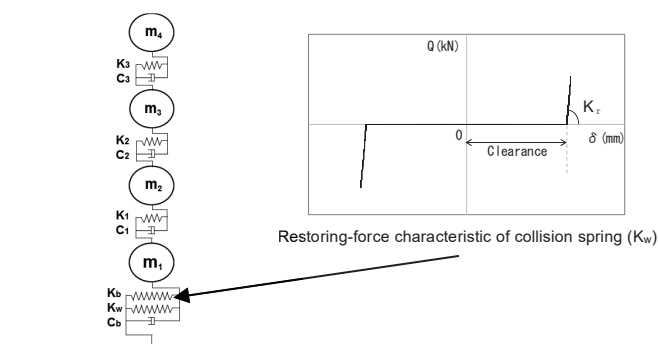 m4
K3
C3
m3
K2
C2
m2
K1
C1
m1
Kb
Kw
Cb
Q(kN)
Kr
0
δ (mm)
Clearance
Restoring-force characteristic of collision spring (Kw)